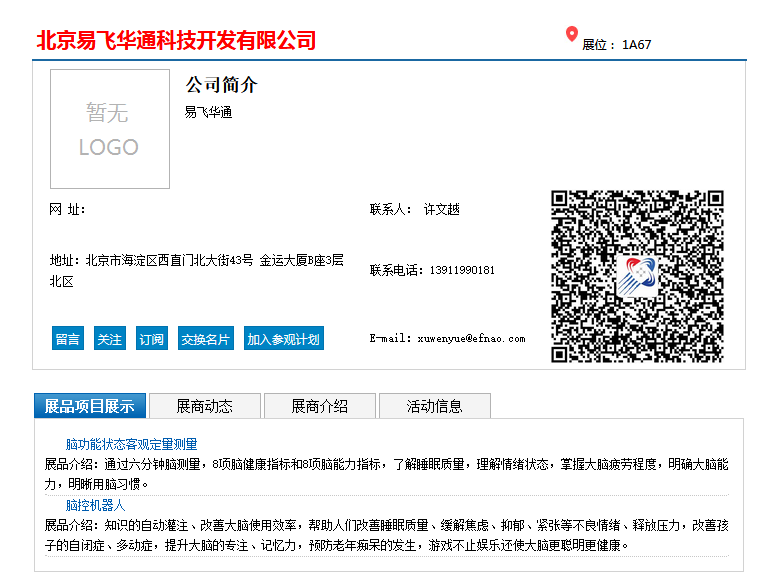 北京易飞华通科技开发有限公司
展位： 1A67
暂无
LOGO
公司简介
易飞华通
网 址：
联系人： 许文越
地址：北京市海淀区西直门北大街43号 金运大厦B座3层
北区
联系电话：13911990181
留言 关注 订阅 交换名片 加入参观计划
E-mail：xuwenyue@efnao.com
展品项目展示 展商动态 展商介绍 活动信息
脑功能状态客观定量测量
展品介绍：通过六分钟脑测量，8项脑健康指标和8项脑能力指标，了解睡眠质量，理解情绪状态，掌握大脑疲劳程度，明确大脑能
力，明晰用脑习惯。
脑控机器人
展品介绍：知识的自动灌注、改善大脑使用效率，帮助人们改善睡眠质量、缓解焦虑、抑郁、紧张等不良情绪、释放压力，改善孩
子的自闭症、多动症，提升大脑的专注、记忆力，预防老年痴呆的发生，游戏不止娱乐还使大脑更聪明更健康。